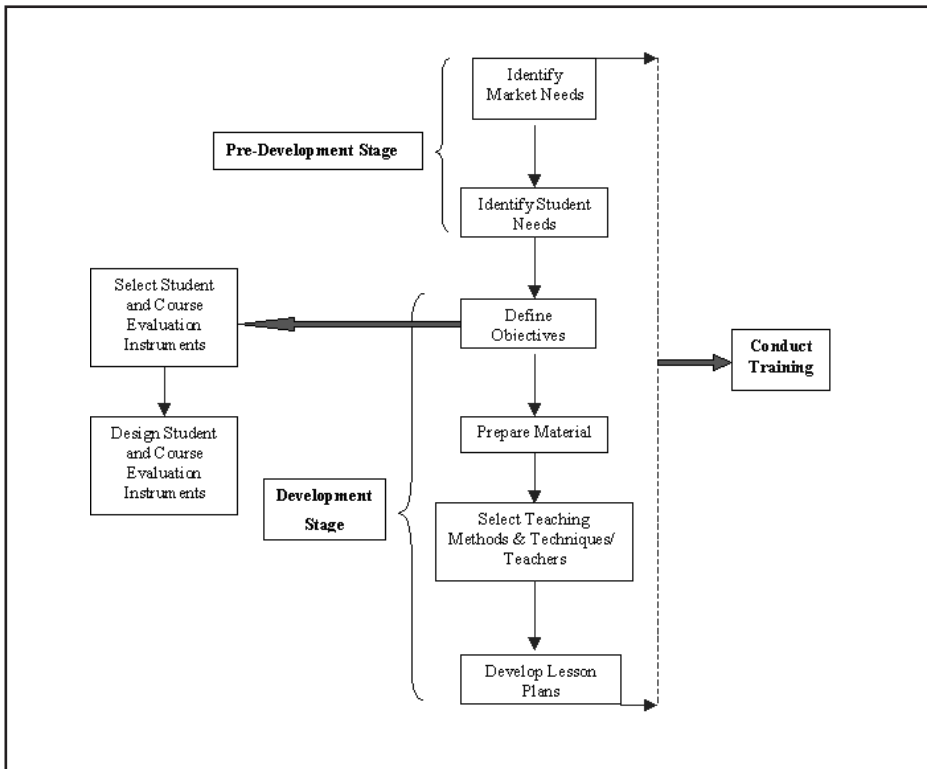 Identify
Market Needs
Pre-Development Stage
Identify Student
Needs
Select Student
and Course
Evaluation
Instruments
Define
Objectives
Conduct
Training
Prepare Material
Design Student
and Course
Evaluation
Instruments
Development
Stage
Select Teaching
Methods & Techniques/
Teachers
Develop Lesson
Plans